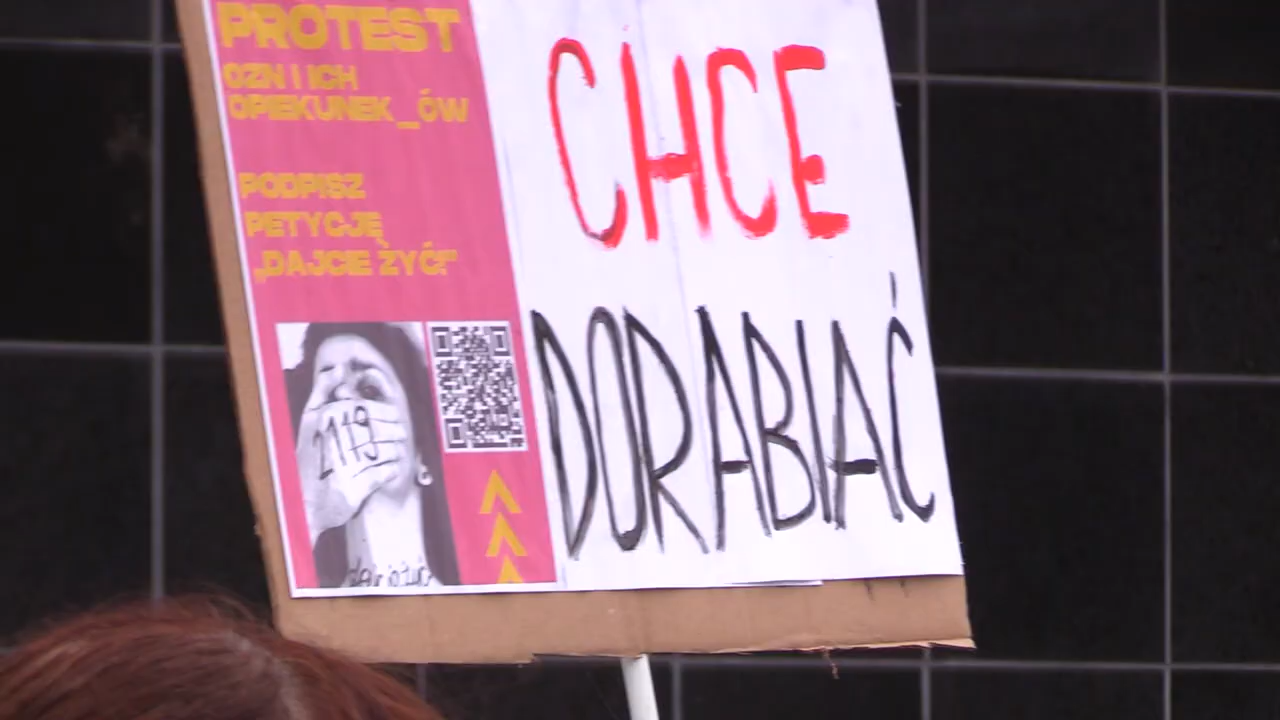 PROTEST
OZN I ICH
OPIEKUNEK_ÓW
PODPISZ
PETYCJĘ
„DAJCIE ŻYĆ!"
2119
CHCE
DORABIAĆ